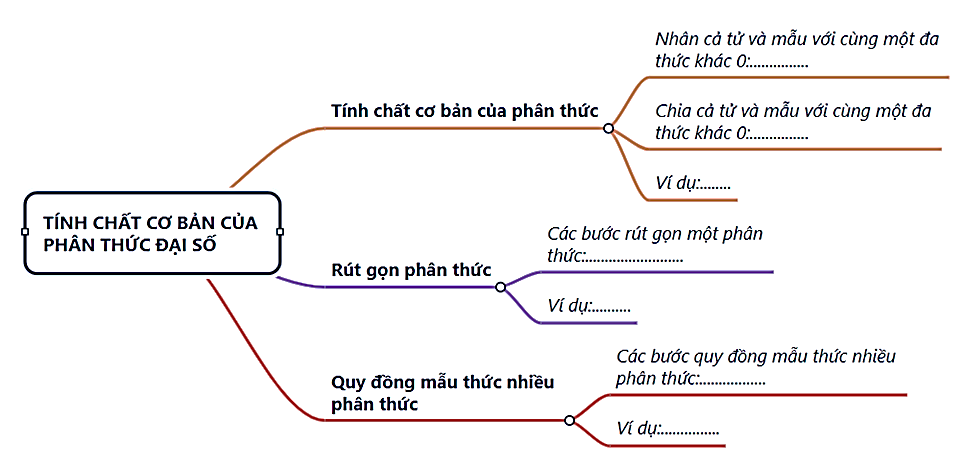 Nhân cả tử và mẫu với cùng một đa
thức khác 0:...............
Tính chất cơ bản của phân thức
Chia cả tử và mẫu với cùng một đa
thức khác 0:...............
Ví dụ:........
TÍNH CHẤT CƠ BẢN CỦA
PHÂN THỨC ĐẠI SỐ
Các bước rút gọn một phân
thức:.........................
Rút gọn phân thức
Ví dụ:..........
Các bước quy đồng mẫu thức nhiều
phân thức:.................
Quy đồng mẫu thức nhiều
phân thức
Ví dụ:...............